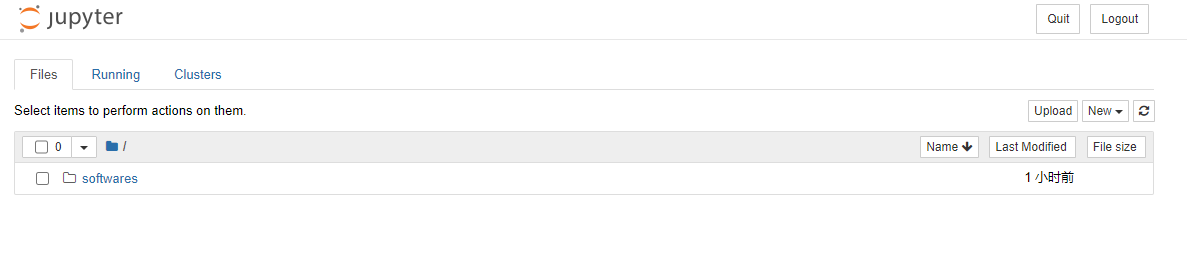 jupyter Quit Logout
Files Running Clusters
Select items to perform actions on them. Upload New
0 / Name Last Modified File size
softwares 1 小时前